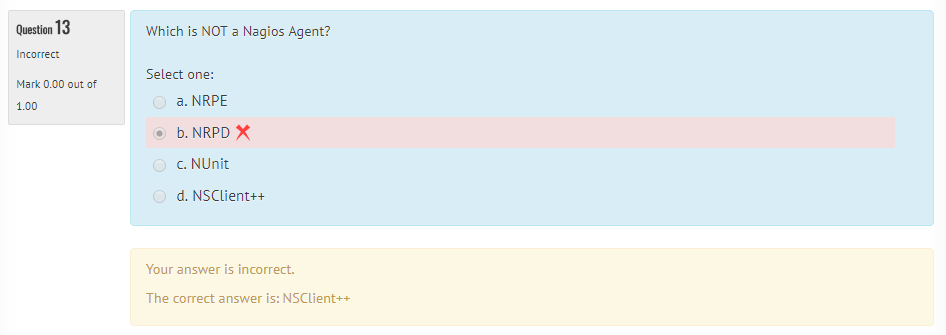 Question 13
Incorrect
Mark 0.00 out of
1.00
Which is NOT a Nagios Agent?
Select one:
a. NRPE
b. NRPD
c. NUnit
d. NSClient++
Your answer is incorrect.
The correct answer is: NSClient++